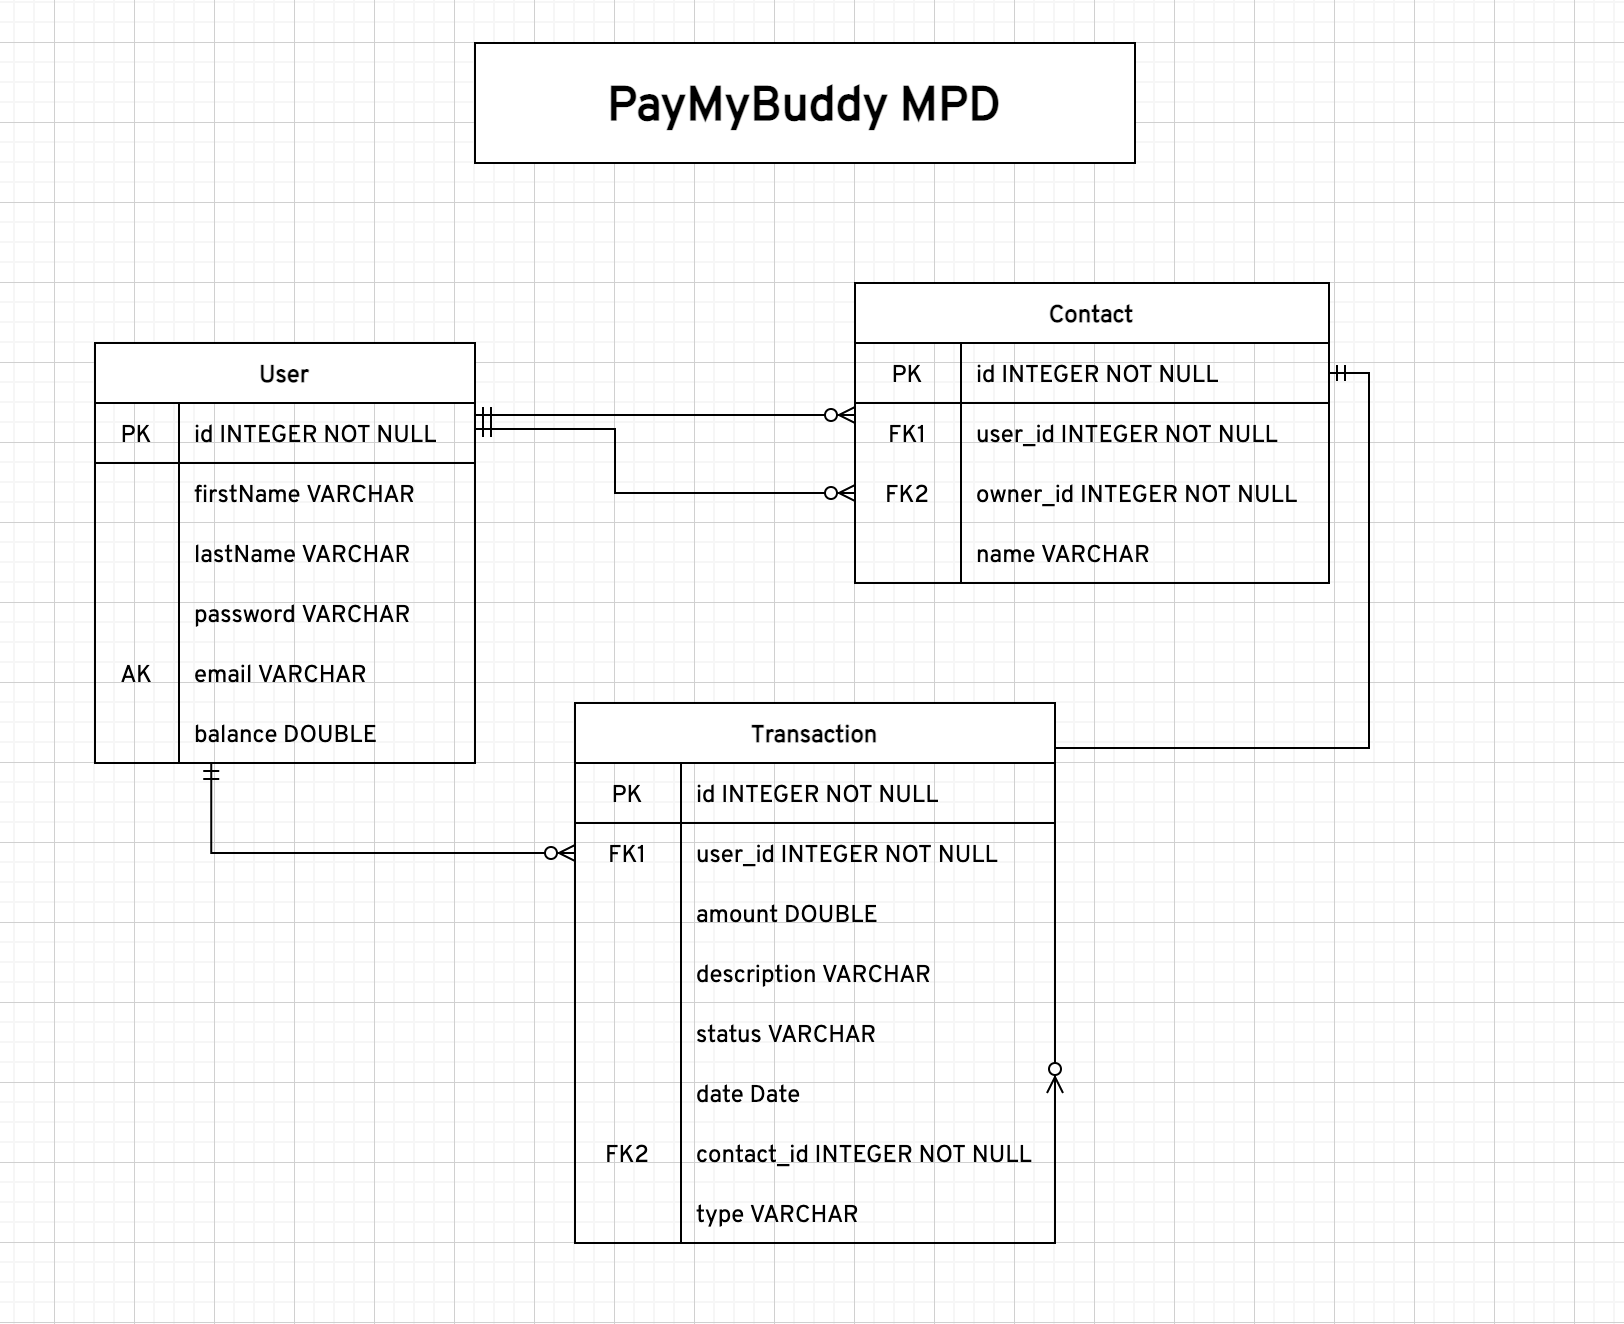 PayMyBuddy MPD
Contact
PK id INTEGER NOT NULL
FK1 user_id INTEGER NOT NULL
FK2 owner_id INTEGER NOT NULL
name VARCHAR
User
PK id INTEGER NOT NULL
firstName VARCHAR
lastName VARCHAR
password VARCHAR
AK email VARCHAR
balance DOUBLE
Transaction
PK id INTEGER NOT NULL
FK1 user_id INTEGER NOT NULL
amount DOUBLE
description VARCHAR
status VARCHAR
date Date
FK2 contact_id INTEGER NOT NULL
type VARCHAR